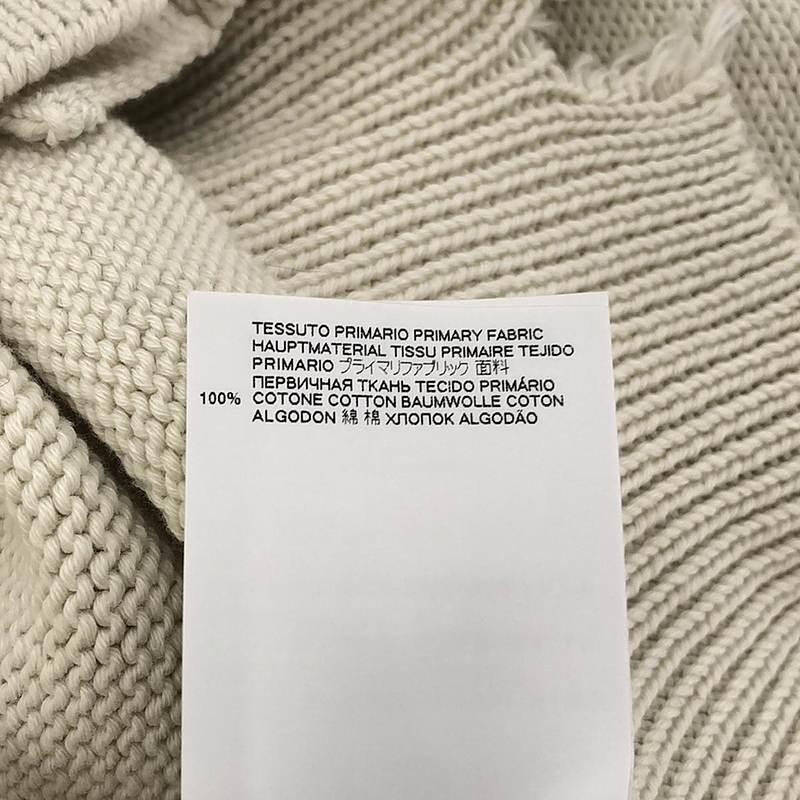 TESSUTO PRIMARIO PRIMARY FABRIC
HAUPTMATERIAL TISSU PRIMAIRE TEJIDO
PRIMARIO プライマリファブリック 面料
ПЕРВИЧНАЯ ТКАНЬ TECIDO PRIMÁRIO
100% COTONE COTTON BAUMWOLLE COTON
ALGODON 綿 棉 ХЛОПОК ALGODÃO